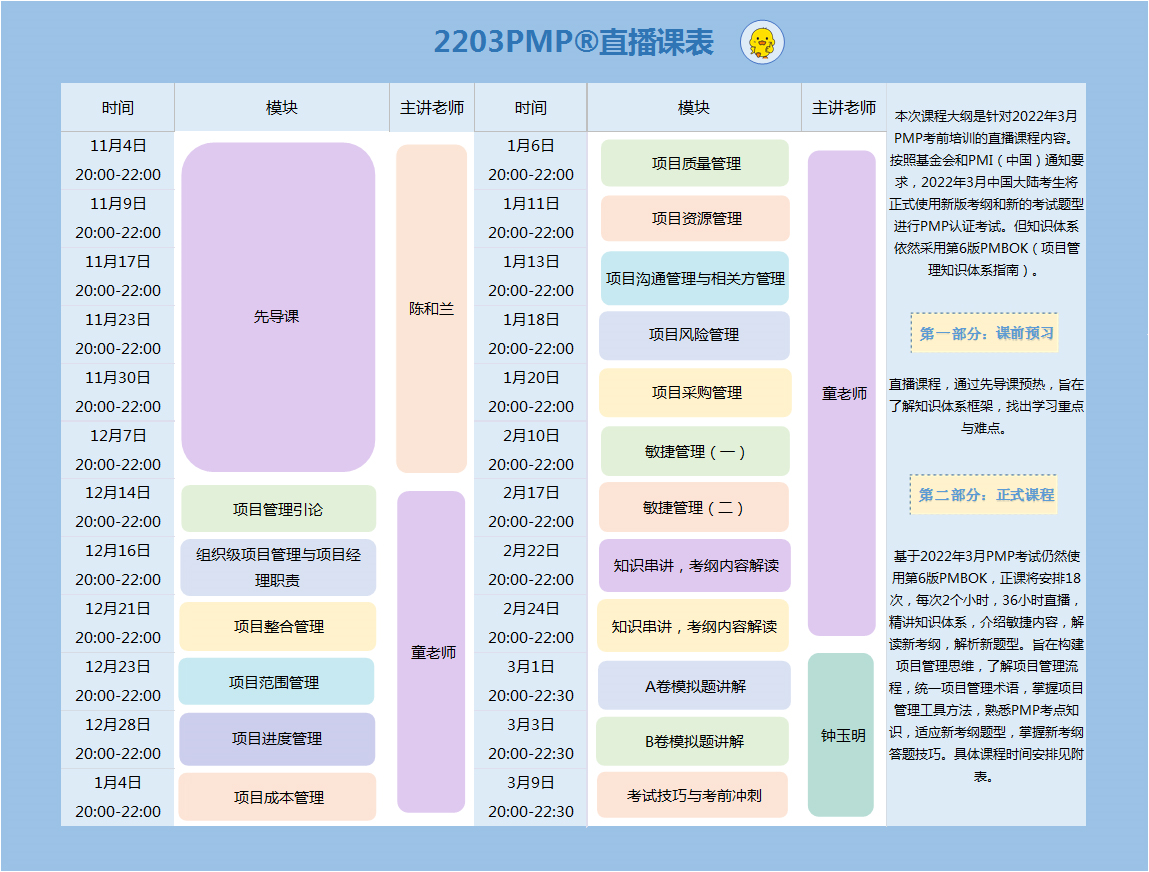 2203PMP®直播课表
时间
模块
主讲老师
时间
模块
主讲老师
11月4日
20:00-22:00
11月9日
20:00-22:00
11月17日
20:00-22:00
11月23日
20:00-22:00
11月30日
20:00-22:00
12月7日
20:00-22:00
先导课
陈和兰
12月14日
20:00-22:00
项目管理引论
12月16日
20:00-22:00
组织级项目管理与项目经
理职责
12月21日
20:00-22:00
项目整合管理
12月23日
20:00-22:00
项目范围管理
12月28日
20:00-22:00
项目进度管理
1月4日
20:00-22:00
项目成本管理
童老师
1月6日
20:00-22:00
项目质量管理
1月11日
20:00-22:00
项目资源管理
1月13日
20:00-22:00
项目沟通管理与相关方管理
1月18日
20:00-22:00
项目风险管理
1月20日
20:00-22:00
项目采购管理
2月10日
20:00-22:00
敏捷管理（一）
2月17日
20:00-22:00
敏捷管理（二）
2月22日
20:00-22:00
知识串讲，考纲内容解读
2月24日
20:00-22:00
知识串讲，考纲内容解读
童老师
3月1日
20:00-22:30
A卷模拟题讲解
3月3日
20:00-22:30
B卷模拟题讲解
3月9日
20:00-22:30
考试技巧与考前冲刺
钟玉明
本次课程大纲是针对2022年3月
PMP考前培训的直播课程内容。
按照基金会和PMI（中国）通知要
求，2022年3月中国大陆考生将
正式使用新版考纲和新的考试题型
进行PMP认证考试。但知识体系
依然采用第6版PMBOK（项目管
理知识体系指南）。
第一部分：课前预习
直播课程，通过先导课预热，旨在
了解知识体系框架，找出学习重点
与难点。
第二部分：正式课程
基于2022年3月PMP考试仍然使
用第6版PMBOK，正课将安排18
次，每次2个小时，36小时直播，
精讲知识体系，介绍敏捷内容，解
读新考纲，解析新题型。旨在构建
项目管理思维，了解项目管理流
程，统一项目管理术语，掌握项目
管理工具方法，熟悉PMP考点知
识，适应新考纲题型，掌握新考纲
答题技巧。具体课程时间安排见附
表。